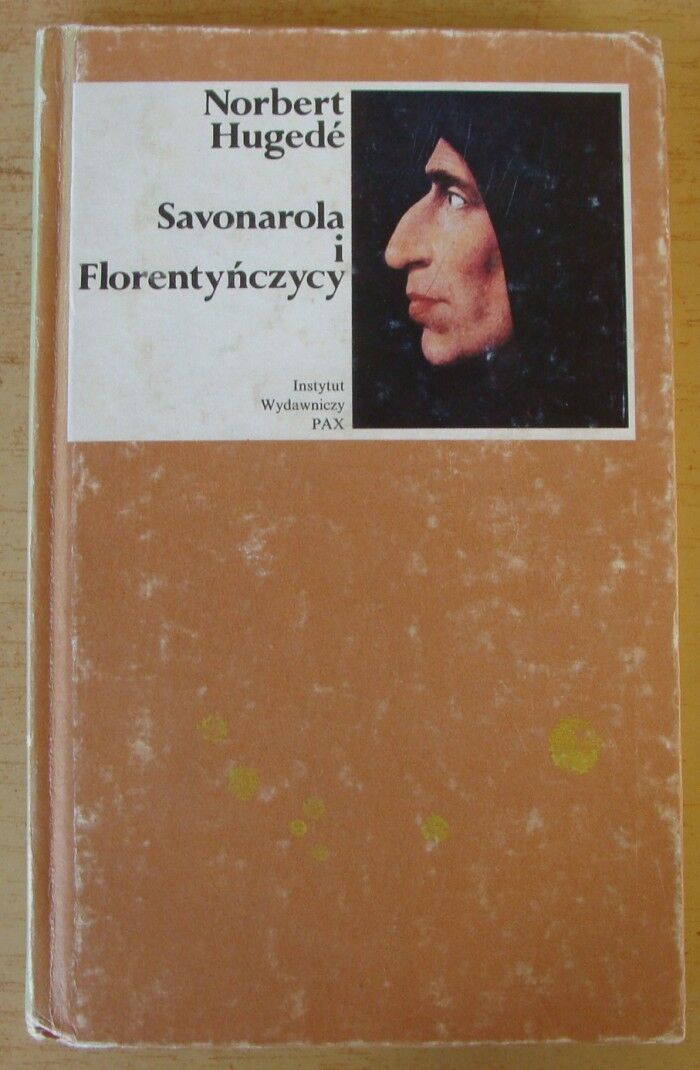 Norbert
Hugedé
Savonarola
i
Florentyńczycy
Instytut
Wydawniczy
PAX